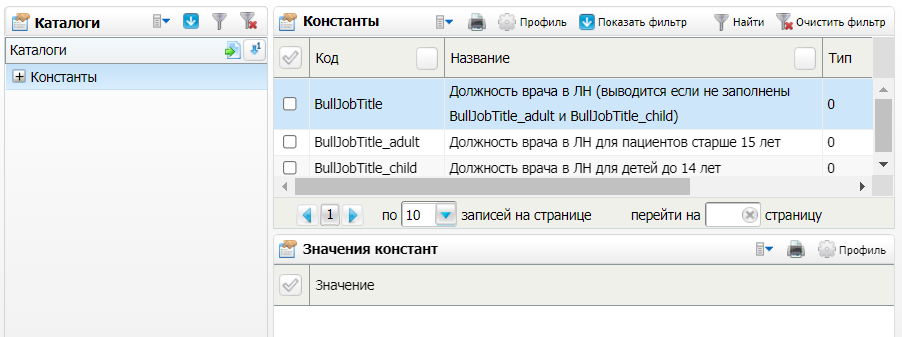 Каталоги
Каталоги
Константы
Константы Профиль Показать фильтр Найти Очистить фильтр
Код Название Тип
BullJobTitle Должность врача в ЛН (выводится если не заполнены BullJobTitle_adult и BullJobTitle_child) 0
BullJobTitle_adult Должность врача в ЛН для пациентов старше 15 лет 0
BullJobTitle_child Должность врача в ЛН для детей до 14 лет 0
1 по 10 записей на странице перейти на страницу
Значения констант Профиль
Значение